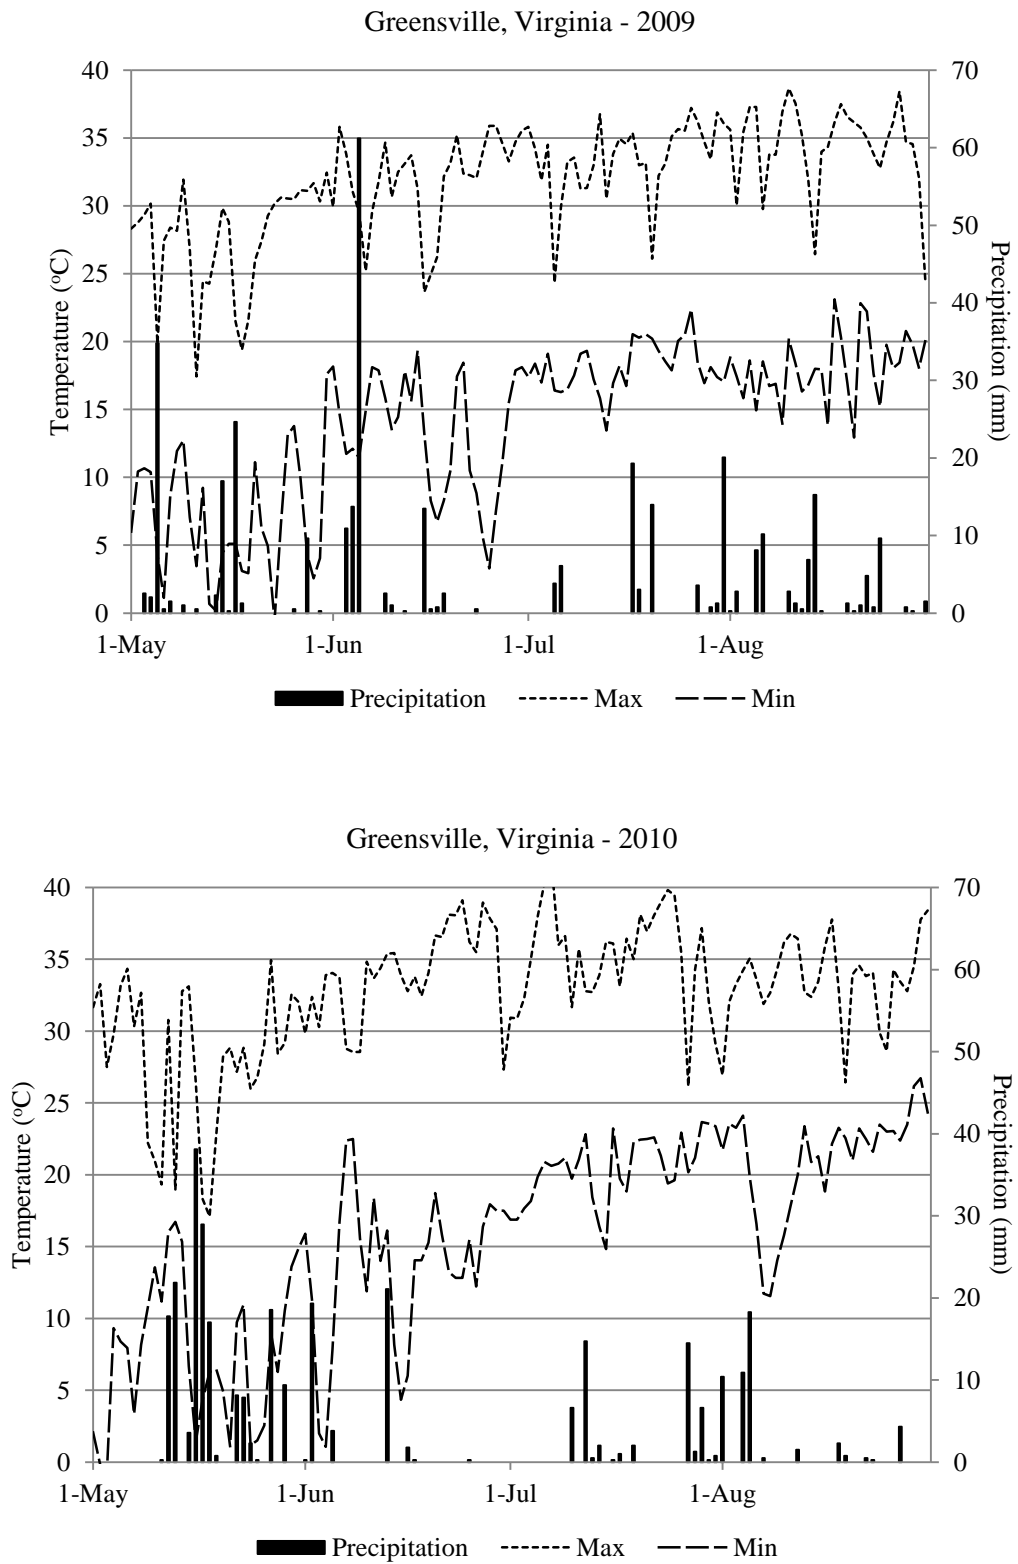 Greensville, Virginia - 2009
40 70
35 60
30 50
25 40
20 30
15 20
10 10
5
0 0
Temperature (ºC)
Precipitation (mm)
1-May 1-Jun 1-Jul 1-Aug
Precipitation Max Min
Greensville, Virginia - 2010
40 70
35 60
30 50
25 40
20 30
15 20
10 10
5
0 0
Temperature (ºC)
Precipitation (mm)
1-May 1-Jun 1-Jul 1-Aug
Precipitation Max Min